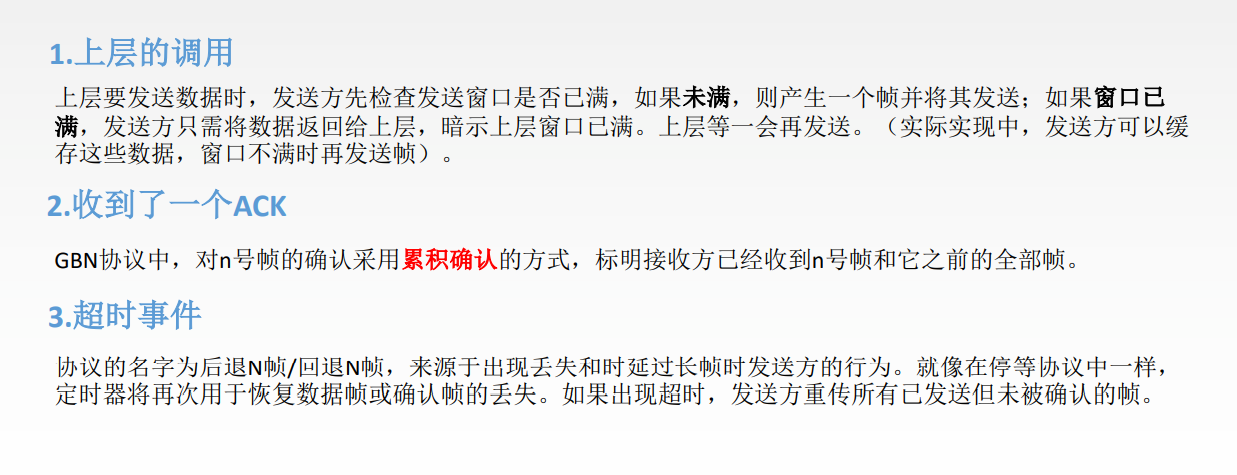 1.上层的调用
上层要发送数据时，发送方先检查发送窗口是否已满，如果未满，则产生一个帧并将其发送；如果窗口已
满，发送方只需将数据返回给上层，暗示上层窗口已满。上层等一会再发送。（实际实现中，发送方可以缓
存这些数据，窗口不满时再发送帧）。
2.收到了一个ACK
GBN协议中，对n号帧的确认采用累积确认的方式，标明接收方已经收到n号帧和它之前的全部帧。
3.超时事件
协议的名字为后退N帧/回退N帧，来源于出现丢失和时延过长帧时发送方的行为。就像在停等协议中一样，
定时器将再次用于恢复数据帧或确认帧的丢失。如果出现超时，发送方重传所有已发送但未被确认的帧。